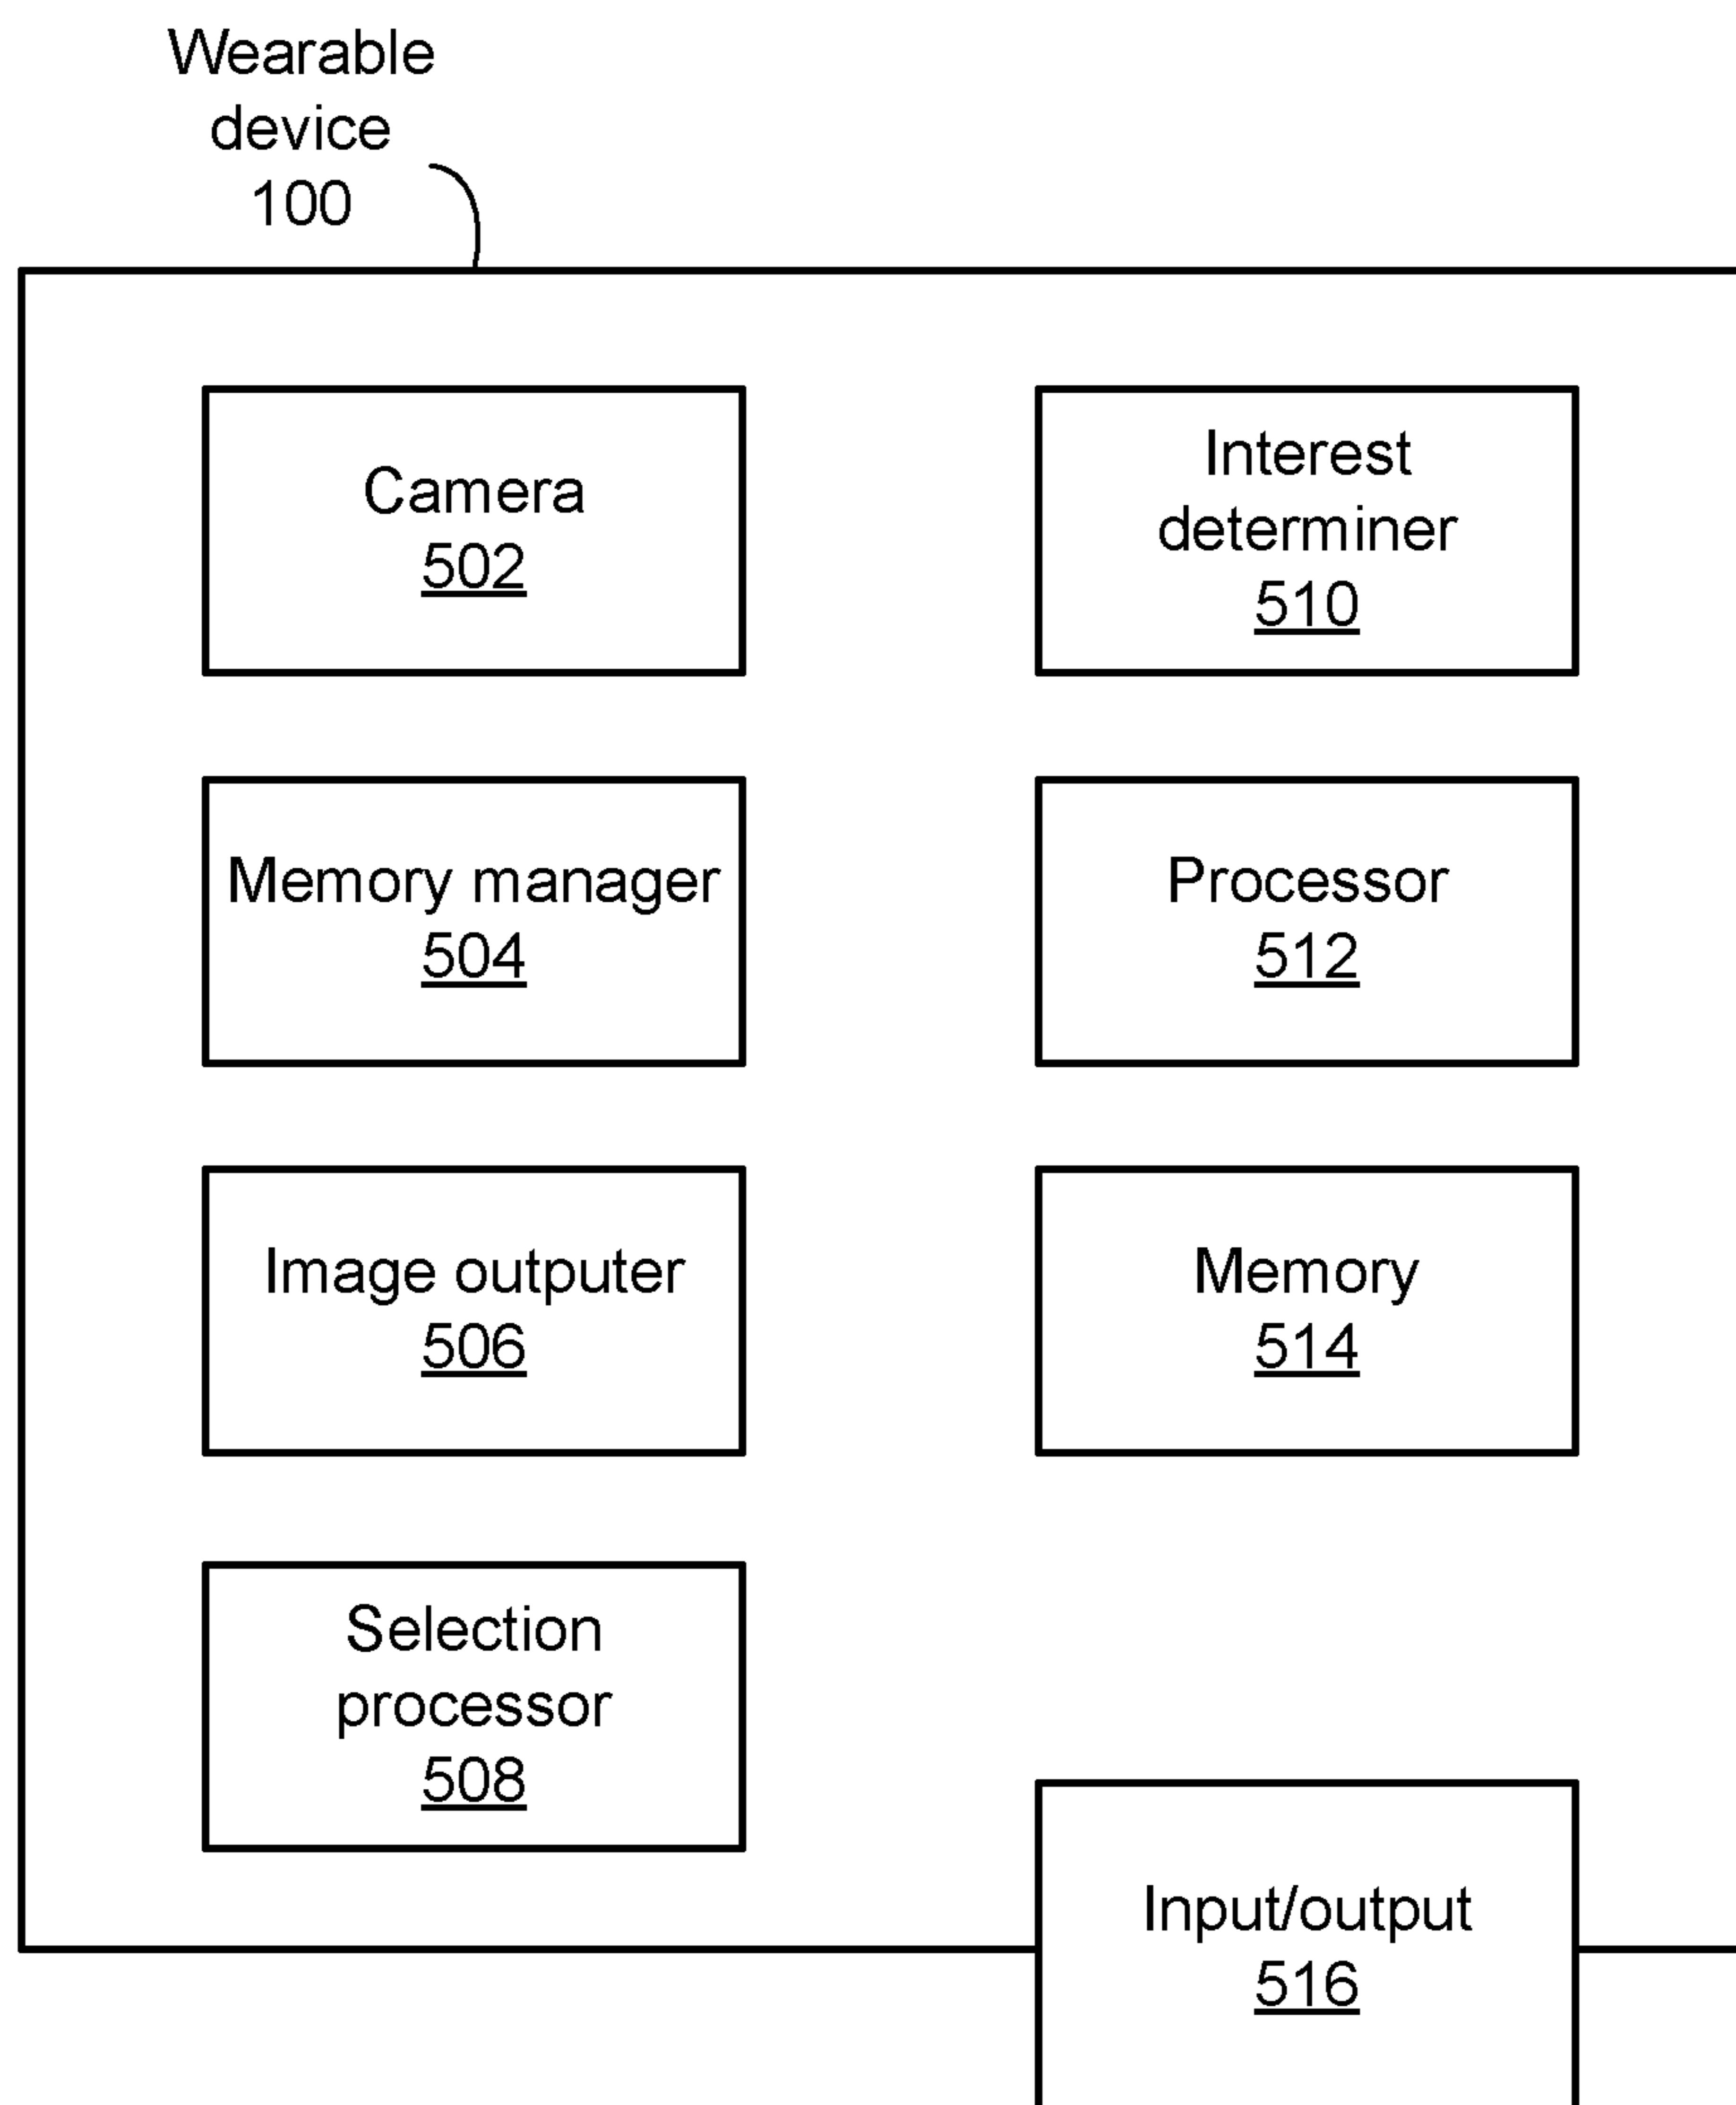 Wearable
device
100
Camera
502
Interest
determiner
510
Memory manager
504
Processor
512
Image outputer
506
Memory
514
Selection
processor
508
Input/output
516